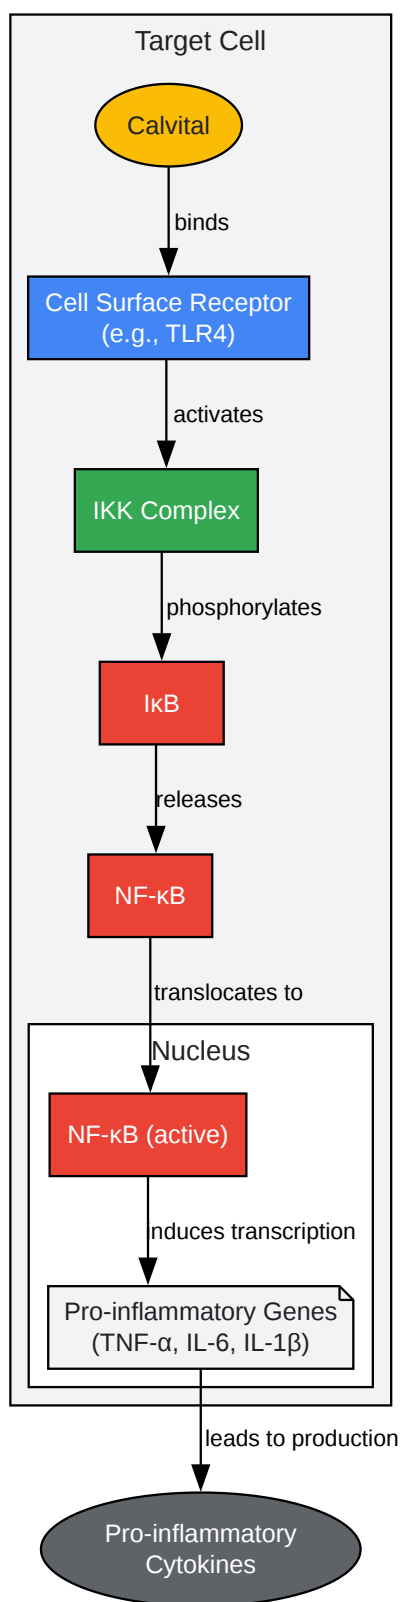 Target Cell
Calvital
binds
Cell Surface Receptor
(e.g., TLR4)
activates
IKK Complex
phosphorylates
IκB
releases
NF-κB
translocates to
Nucleus
NF-κB (active)
induces transcription
Pro-inflammatory Genes
(TNF-α, IL-6, IL-1β)
leads to production
Pro-inflammatory
Cytokines